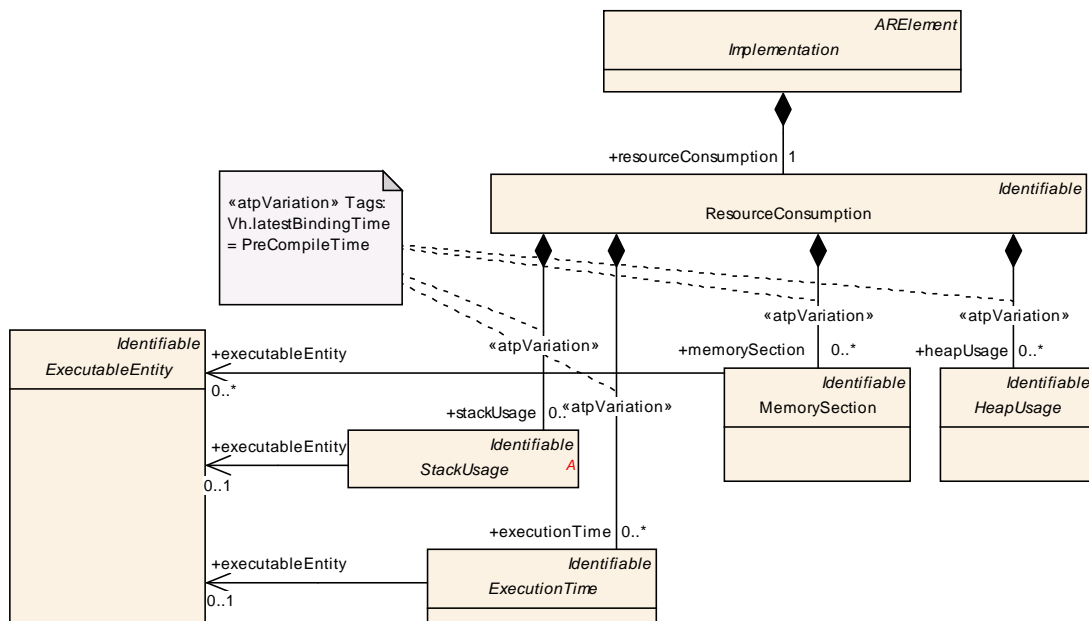 ARElement
Implementation
+resourceConsumption 1
«atpVariation» Tags:
Vh.latestBindingTime
= PreCompileTime
Identifiable
ResourceConsumption
«atpVariation»
«atpVariation»
«atpVariation»
Identifiable
ExecutableEntity
+executableEntity
0..*
+memorySection 0..*
+heapUsage 0..*
Identifiable
MemorySection
Identifiable
HeapUsage
+stackUsage 0..
«atpVariation»
Identifiable
StackUsage
A
+executableEntity
0..1
+executionTime 0..*
Identifiable
ExecutionTime
+executableEntity
0..1